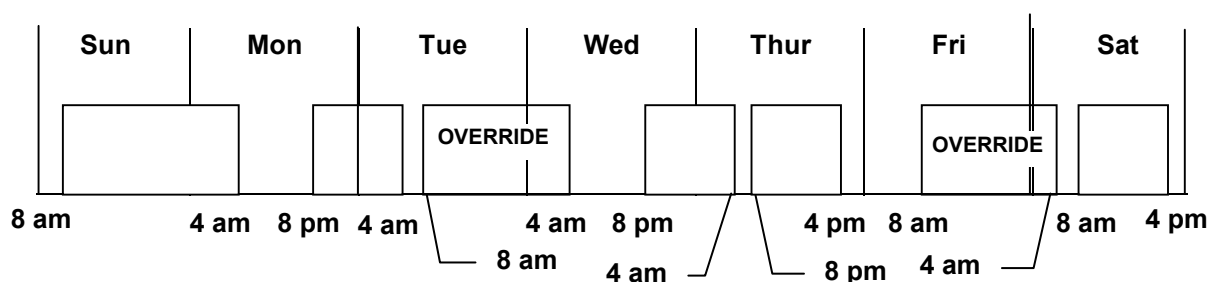 Sun Mon Tue Wed Thur Fri Sat
OVERRIDE OVERRIDE
8 am 4 am 8 pm 4 am 4 am 8 pm 4 pm 8 am 8 am 4 pm
8 am 4 am 8 pm 4 am